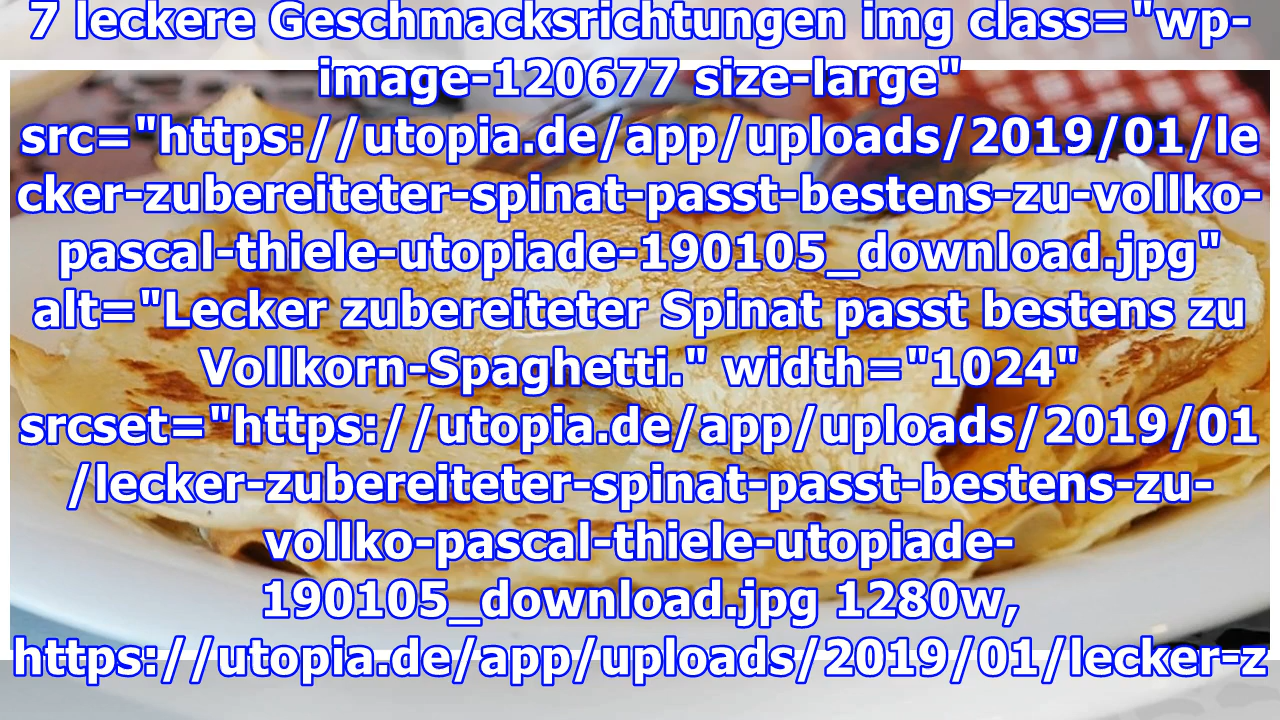 7 leckere Geschmacksrichtungen img class="wp-
image-120677 size-large"
src="https://utopia.de/app/uploads/2019/01/le
cker-zubereiteter-spinat-passt-bestens-zu-vollko-
pascal-thiele-utopiade-190105_download.jpg"
alt="Lecker zubereiteter Spinat passt bestens zu
Vollkorn-Spaghetti." width="1024"
srcset="https://utopia.de/app/uploads/2019/01
/lecker-zubereiteter-spinat-passt-bestens-zu-
vollko-pascal-thiele-utopiade-
190105_download.jpg 1280w,
https://utopia.de/app/uploads/2019/01/lecker-z